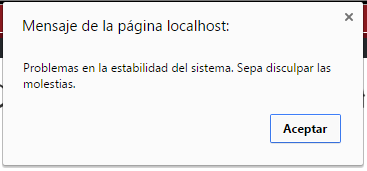 Mensaje de la página localhost:
Problemas en la estabilidad del sistema. Sepa disculpar las
molestias.
Aceptar